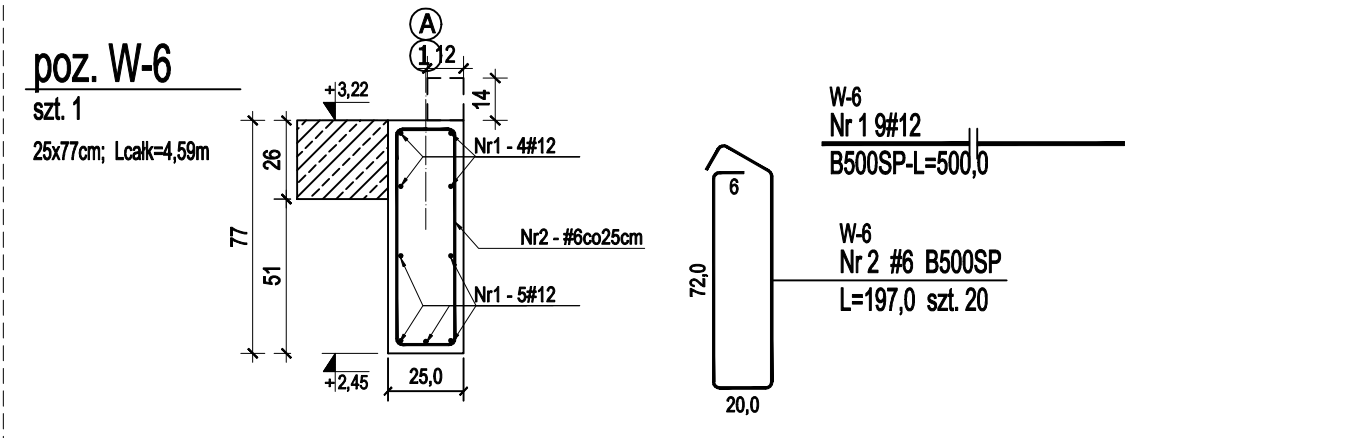 poz. W-6
szt. 1
25x77cm; Lcałk=4,59m
A
1
12
14
+3,22
26
77
51
+2,45
25,0
Nr1 - 4#12
Nr2 - #6co25cm
Nr1 - 5#12
6
72,0
20,0
W-6
Nr 1 9#12
B500SP-L=500,0
W-6
Nr 2 #6 B500SP
L=197,0 szt. 20